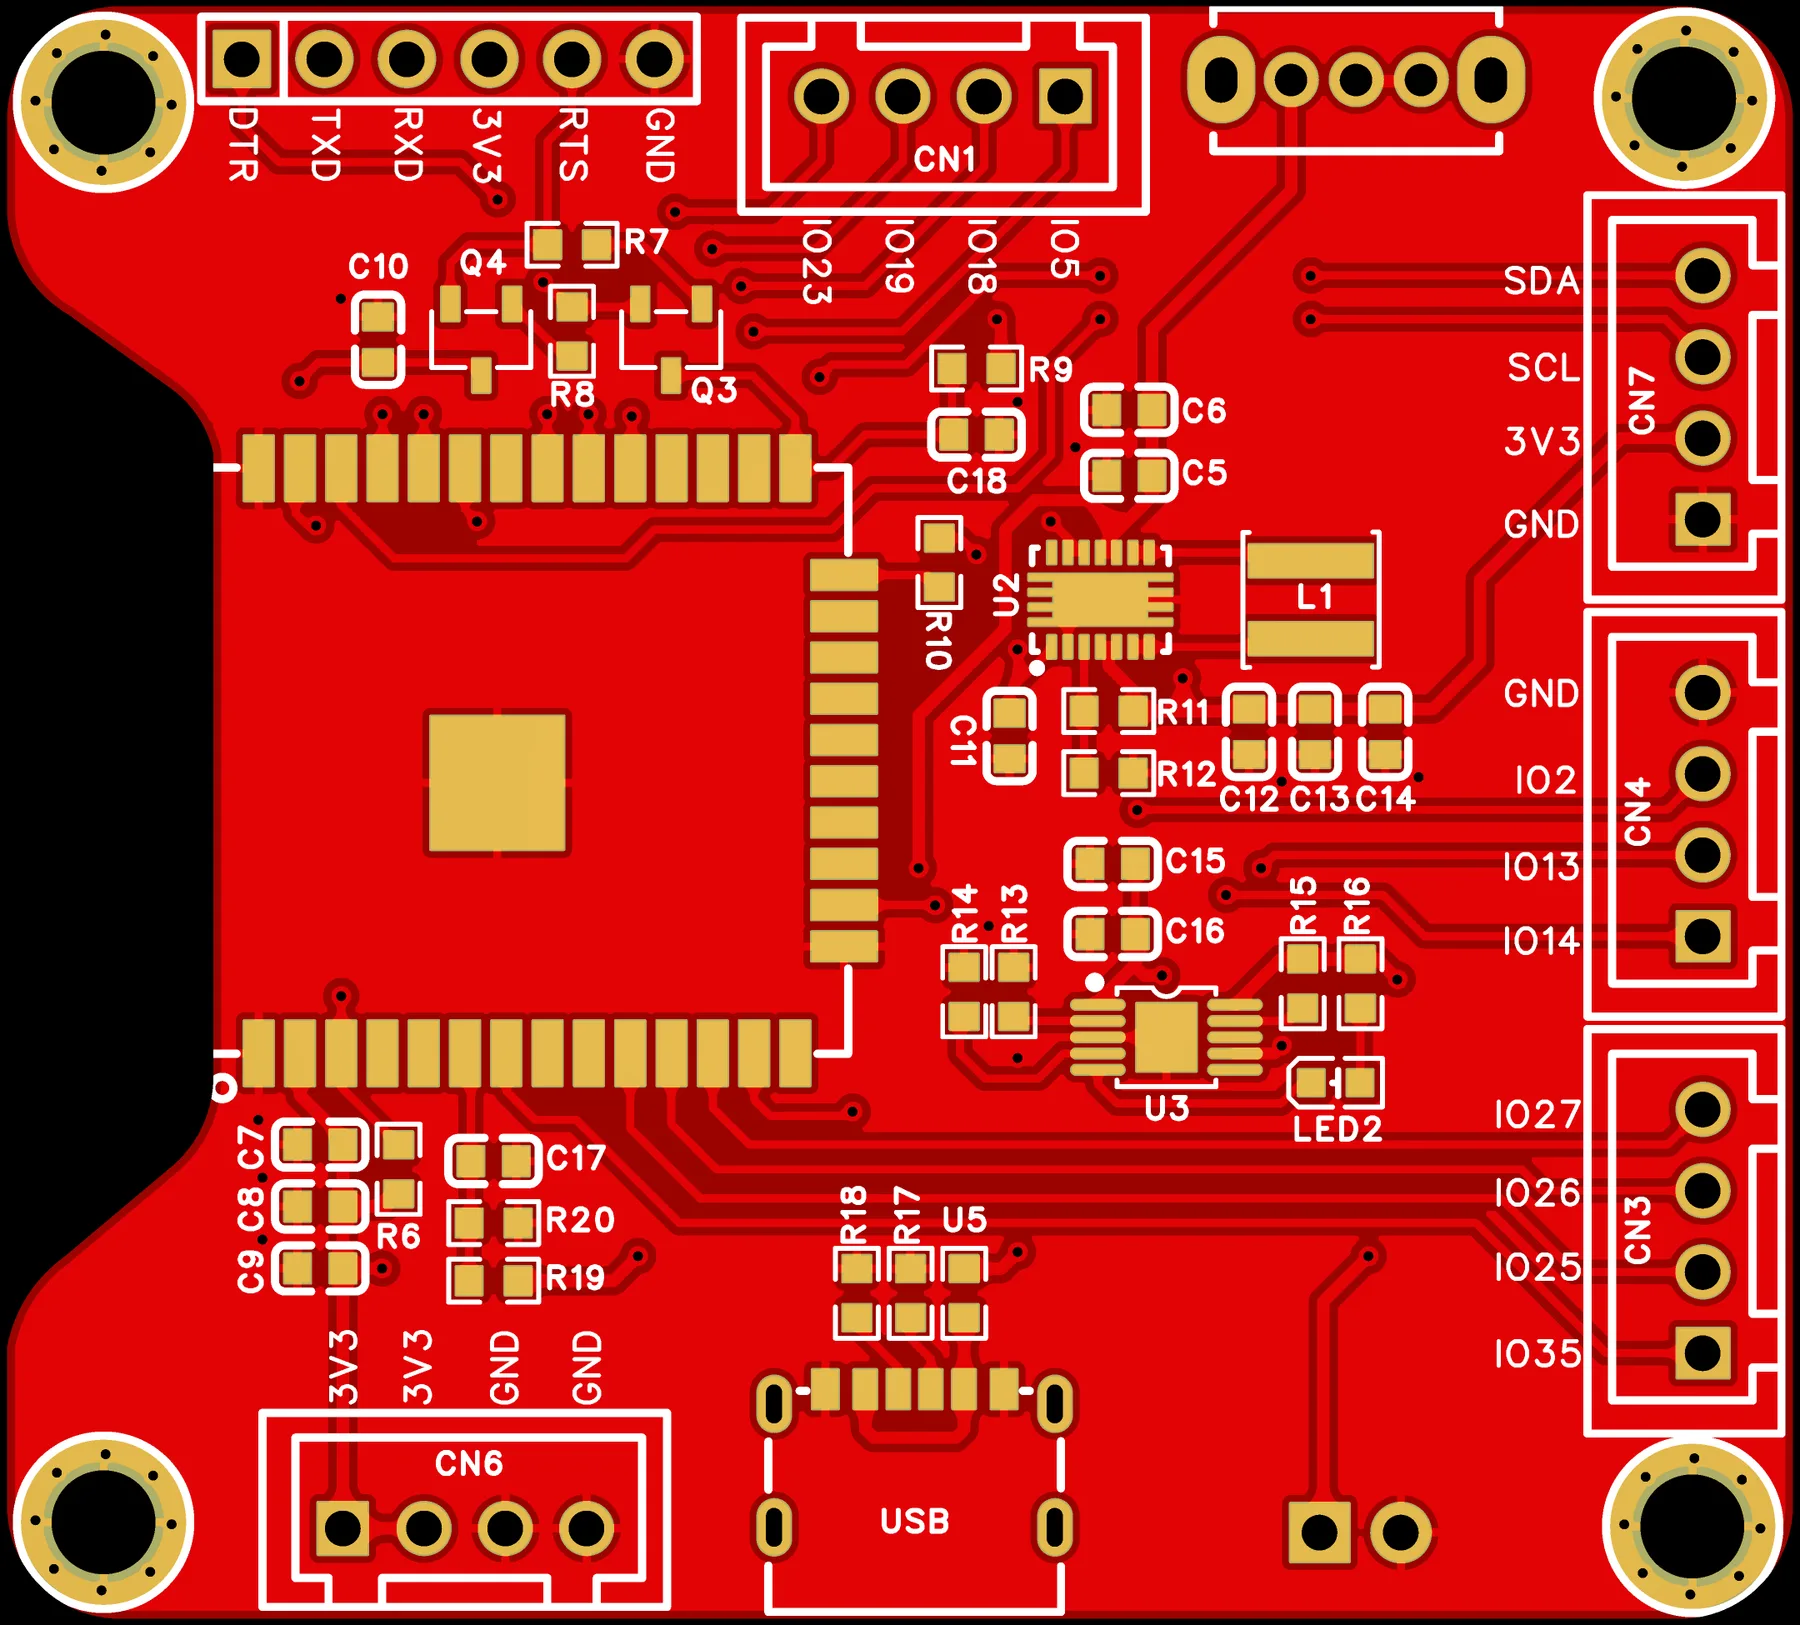 DTR
TXD
RXD
3V3
RTS
GND
CN1
IO23
IO19
IO18
IO5
R7
Q4
C10
R8
Q3
R9
C18
C6
C5
SDA
SCL
3V3
GND
CN7
R10
U2
L1
C11
R11
R12
C12
C13
C14
GND
IO2
IO13
IO14
CN4
C15
C16
R14
R13
R15
R16
U3
LED2
IO27
IO26
IO25
IO35
CN3
C7
C8
C9
R6
C17
R20
R19
R18
R17
U5
3V3
3V3
GND
GND
CN6
USB